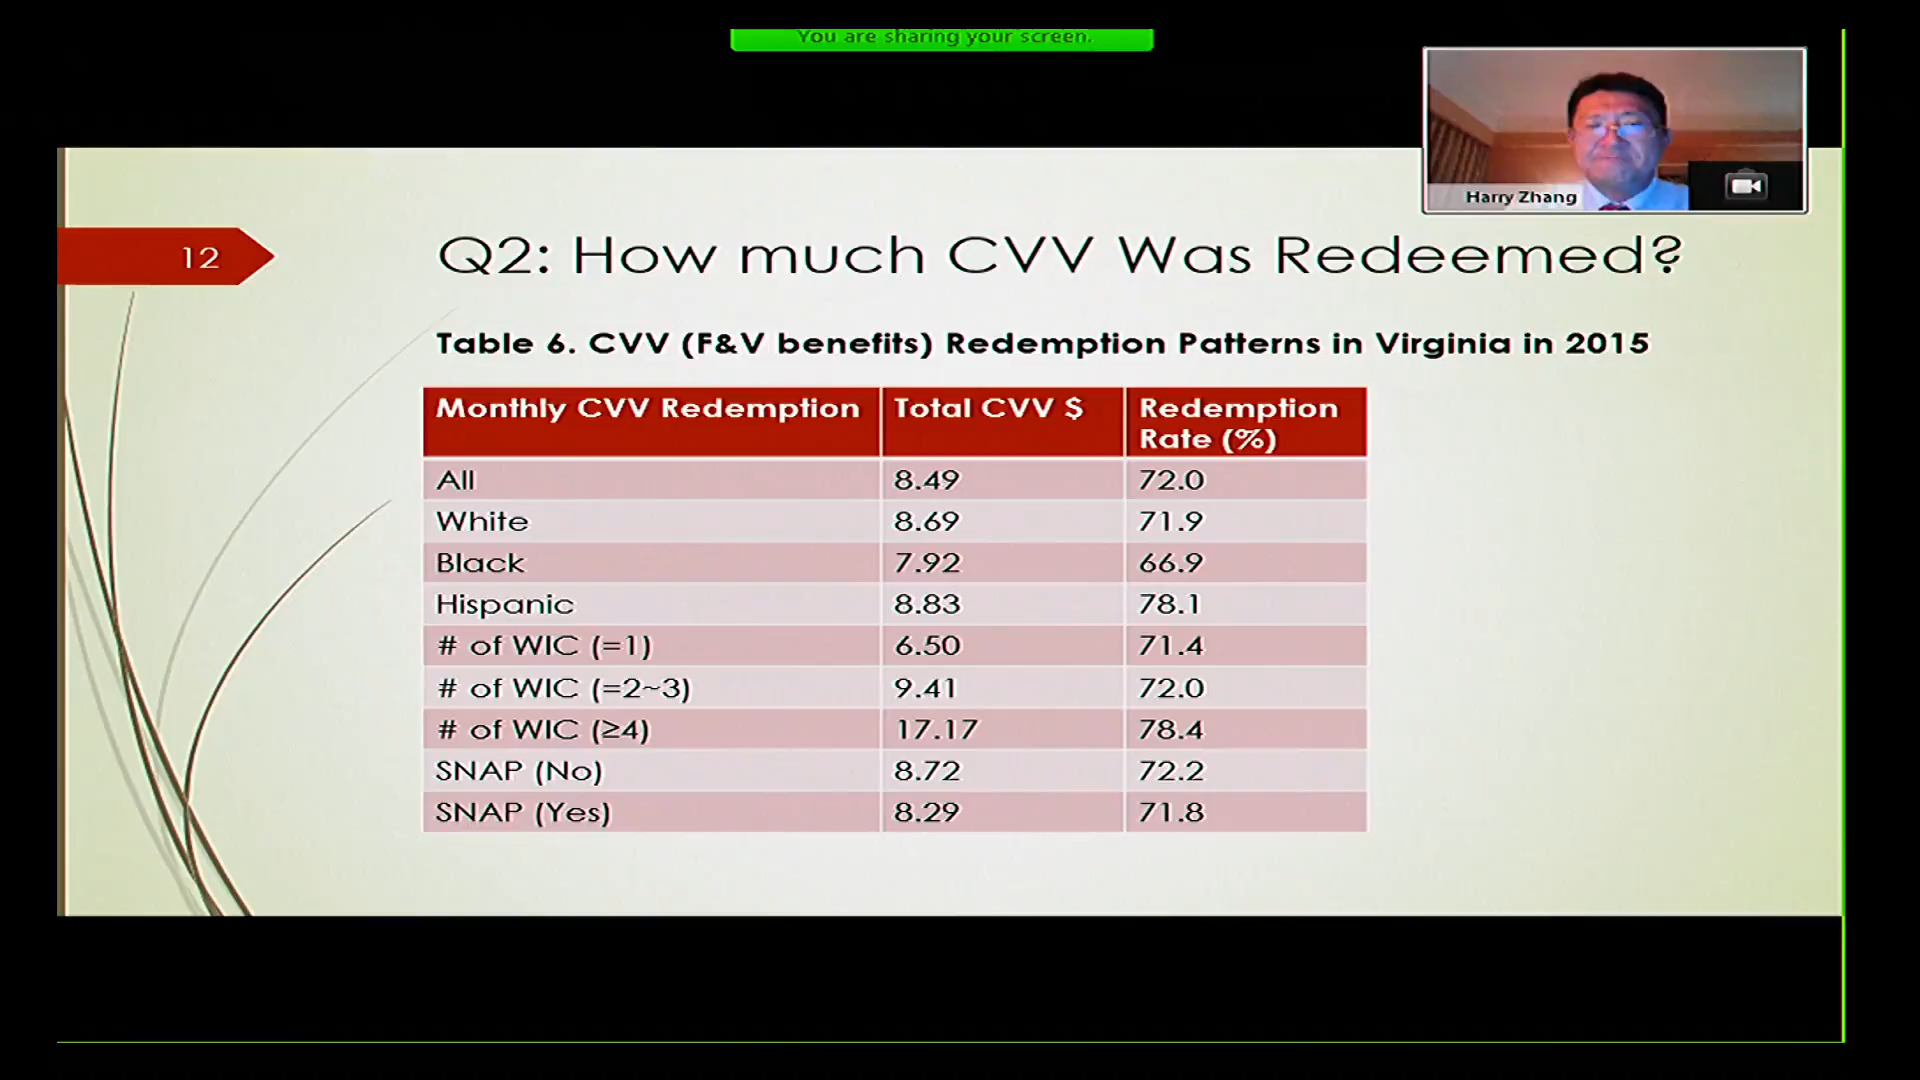 You are sharing your screen.
Harry Zhang
12
Q2: How much CVV Was Redeemed?
Table 6. CVV (F&V benefits) Redemption Patterns in Virginia in 2015
Monthly CVV Redemption Total CVV $ Redemption Rate (%)
All 8.49 72.0
White 8.69 71.9
Black 7.92 66.9
Hispanic 8.83 78.1
# of WIC (=1) 6.50 71.4
# of WIC (=2~3) 9.41 72.0
# of WIC (≥4) 17.17 78.4
SNAP (No) 8.72 72.2
SNAP (Yes) 8.29 71.8